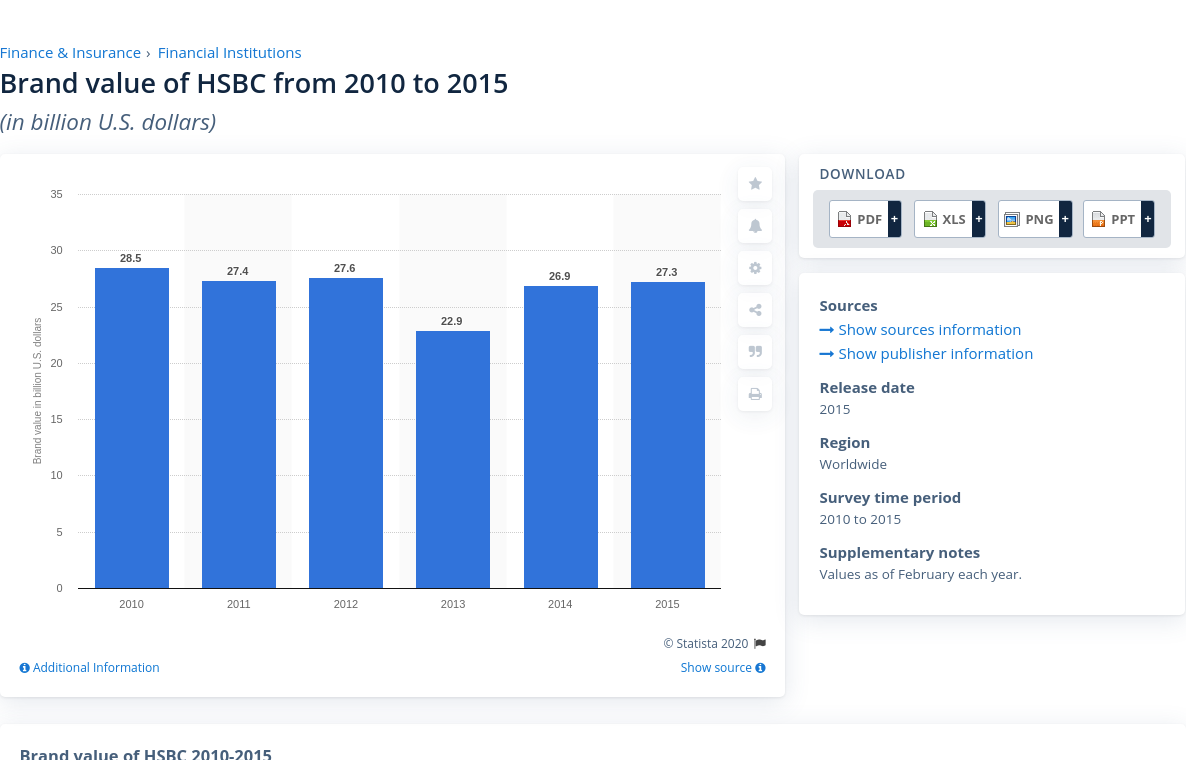 Finance & Insurance › Financial Institutions
Brand value of HSBC from 2010 to 2015
(in billion U.S. dollars)
35
30
25
20
15
10
5
0
Brand value in billion U.S. dollars
28.5
27.4
27.6
22.9
26.9
27.3
2010
2011
2012
2013
2014
2015
© Statista 2020
Additional Information
Show source
DOWNLOAD
PDF +
XLS +
PNG +
PPT +
Sources
Show sources information
Show publisher information
Release date
2015
Region
Worldwide
Survey time period
2010 to 2015
Supplementary notes
Values as of February each year.
Brand value of HSBC 2010-2015